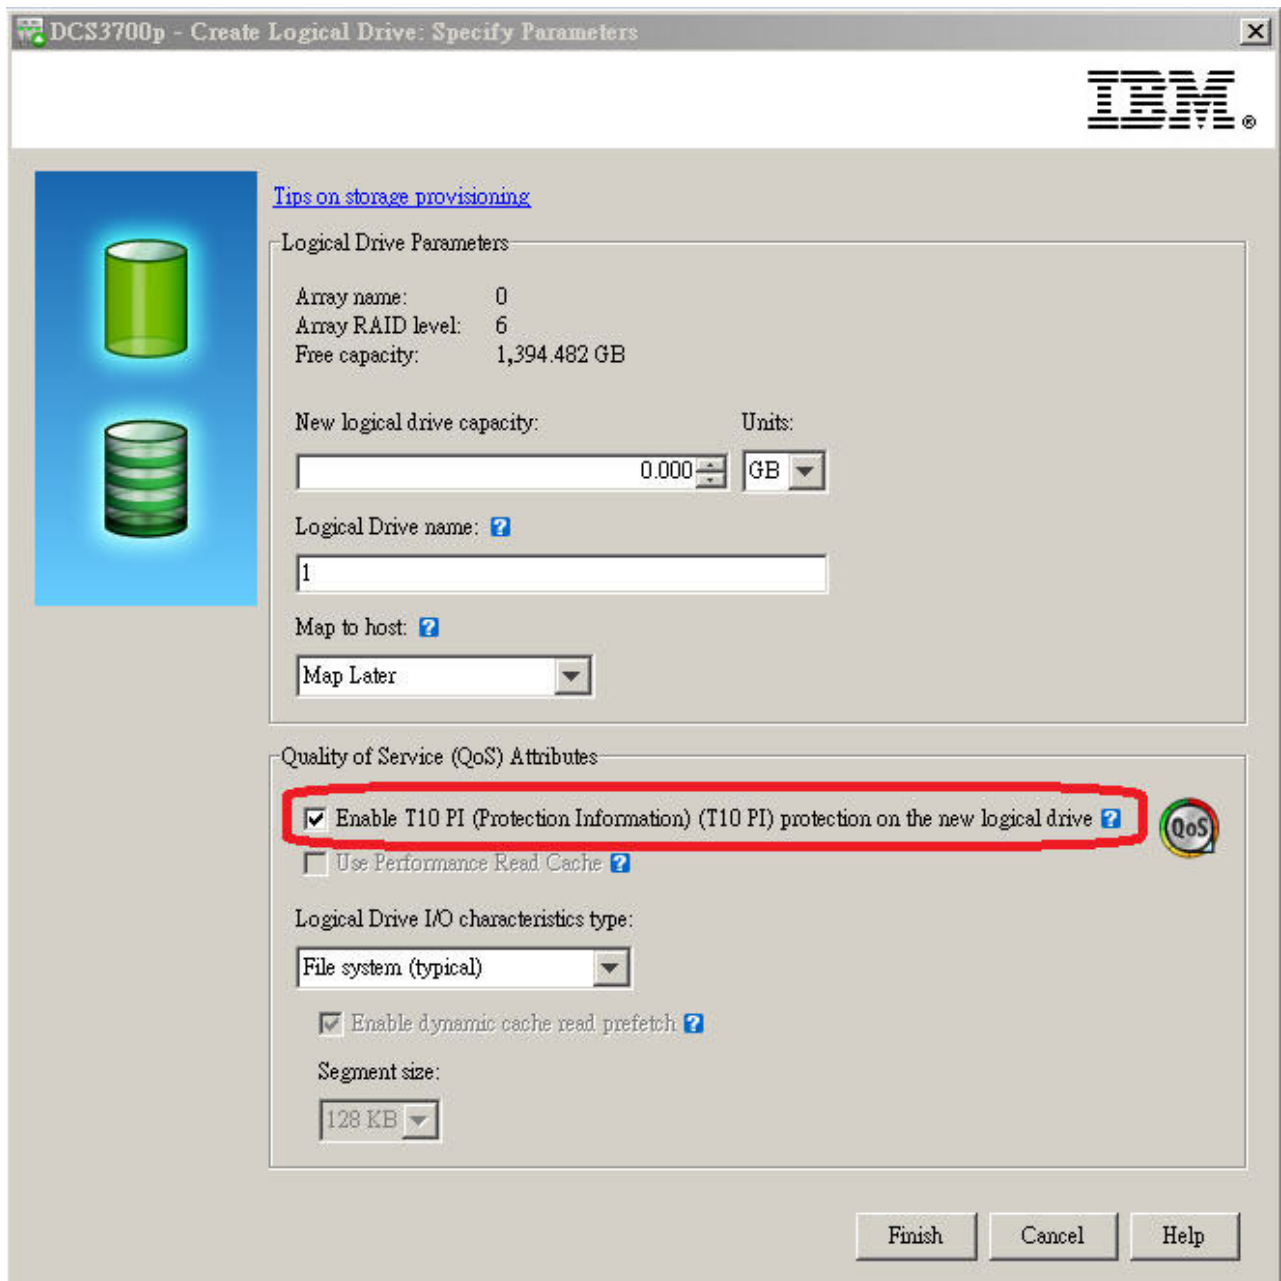 DCS3700p - Create Logical Drive: Specify Parameters
IBM®
Tips on storage provisioning
Logical Drive Parameters
Array name: 0
Array RAID level: 6
Free capacity: 1,394.482 GB
New logical drive capacity: Units:
0.000 GB
Logical Drive name: ?
1
Map to host: ?
Map Later
Quality of Service (QoS) Attributes
Enable T10 PI (Protection Information) (T10 PI) protection on the new logical drive ?
QoS
Use Performance Read Cache ?
Logical Drive I/O characteristics type:
File system (typical)
Enable dynamic cache read prefetch ?
Segment size:
128 KB
Finish Cancel Help